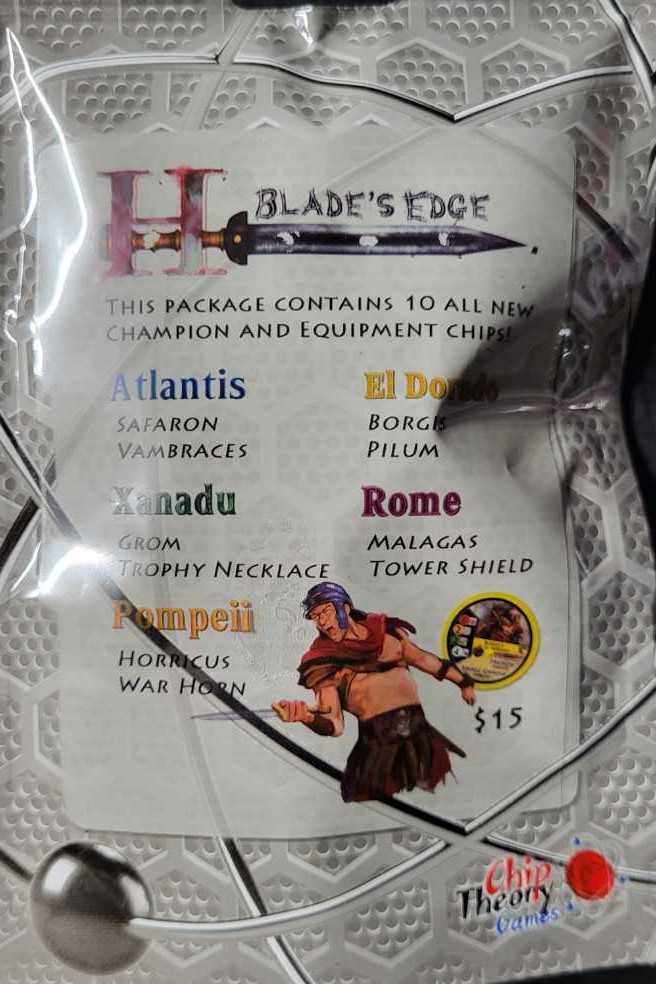 H BLADE'S EDGE
THIS PACKAGE CONTAINS 10 ALL NEW
CHAMPION AND EQUIPMENT CHIPS!
Atlantis
SAFARON
VAMBRACES
El Dorado
BORGIS
PILUM
Xanadu
GROM
TROPHY NECKLACE
Rome
MALAGAS
TOWER SHIELD
Pompeii
HORRICUS
WAR HORN
$15
Chip
Theory
Games